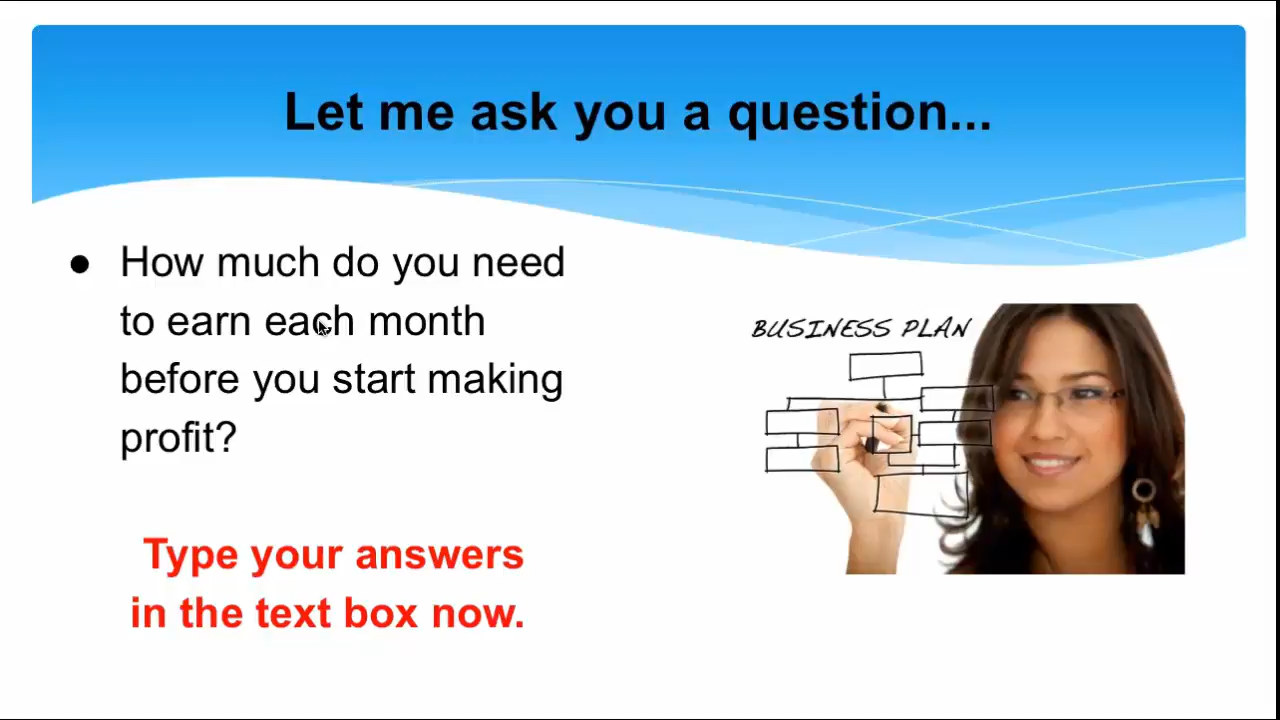 Let me ask you a question...
● How much do you need
to earn each month
before you start making
profit?
BUSINESS PLAN
Type your answers
in the text box now.